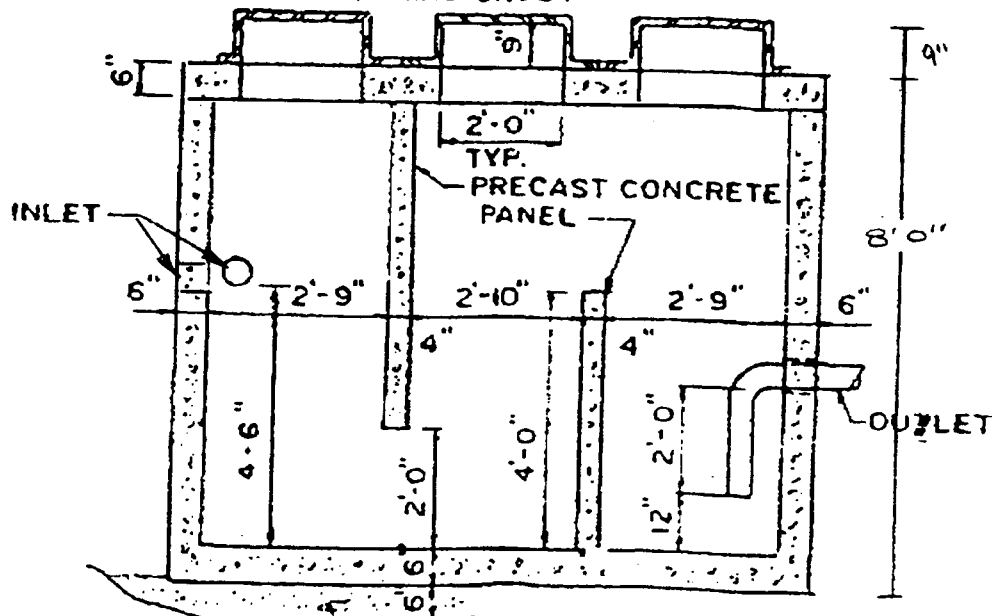 9"
9"
6"
2'-0"
TYP.
PRECAST CONCRETE
PANEL
INLET
8'0"
6" 2'-9" 2'-10" 2'-9" 6"
4" 4"
OUTLET
4-6"
2'-0"
4'-0"
2'-0"
12"
6
6"